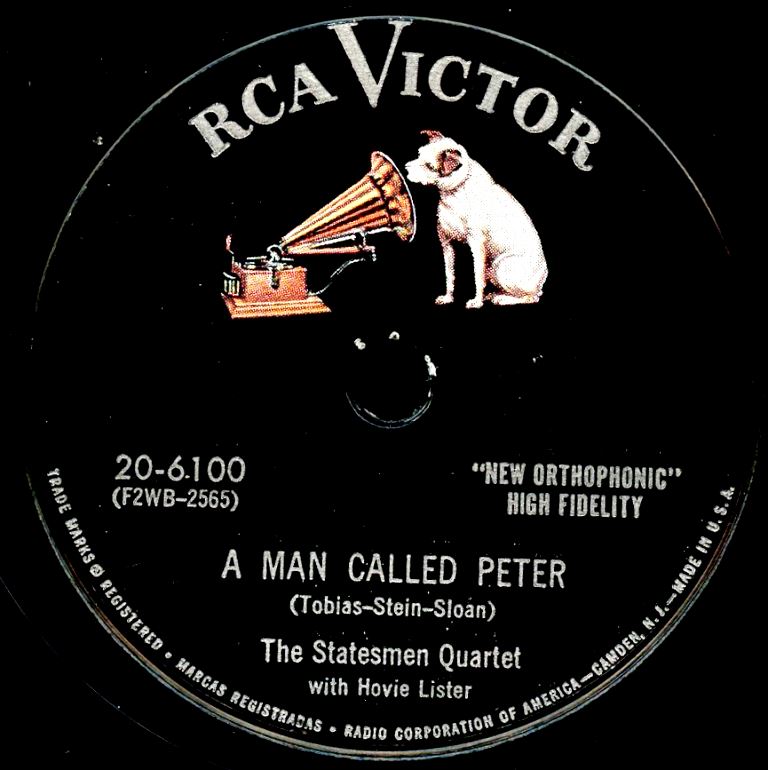 RCA VICTOR
20-6100
(F2WB-2565)
"NEW ORTHOPHONIC"
HIGH FIDELITY
A MAN CALLED PETER
(Tobias-Stein-Sloan)
The Statesmen Quartet
with Hovie Lister
TRADE MARKS ® REGISTERED • MARCAS REGISTRADAS • RADIO CORPORATION OF AMERICA—CAMDEN, N. J.—MADE IN U. S. A.